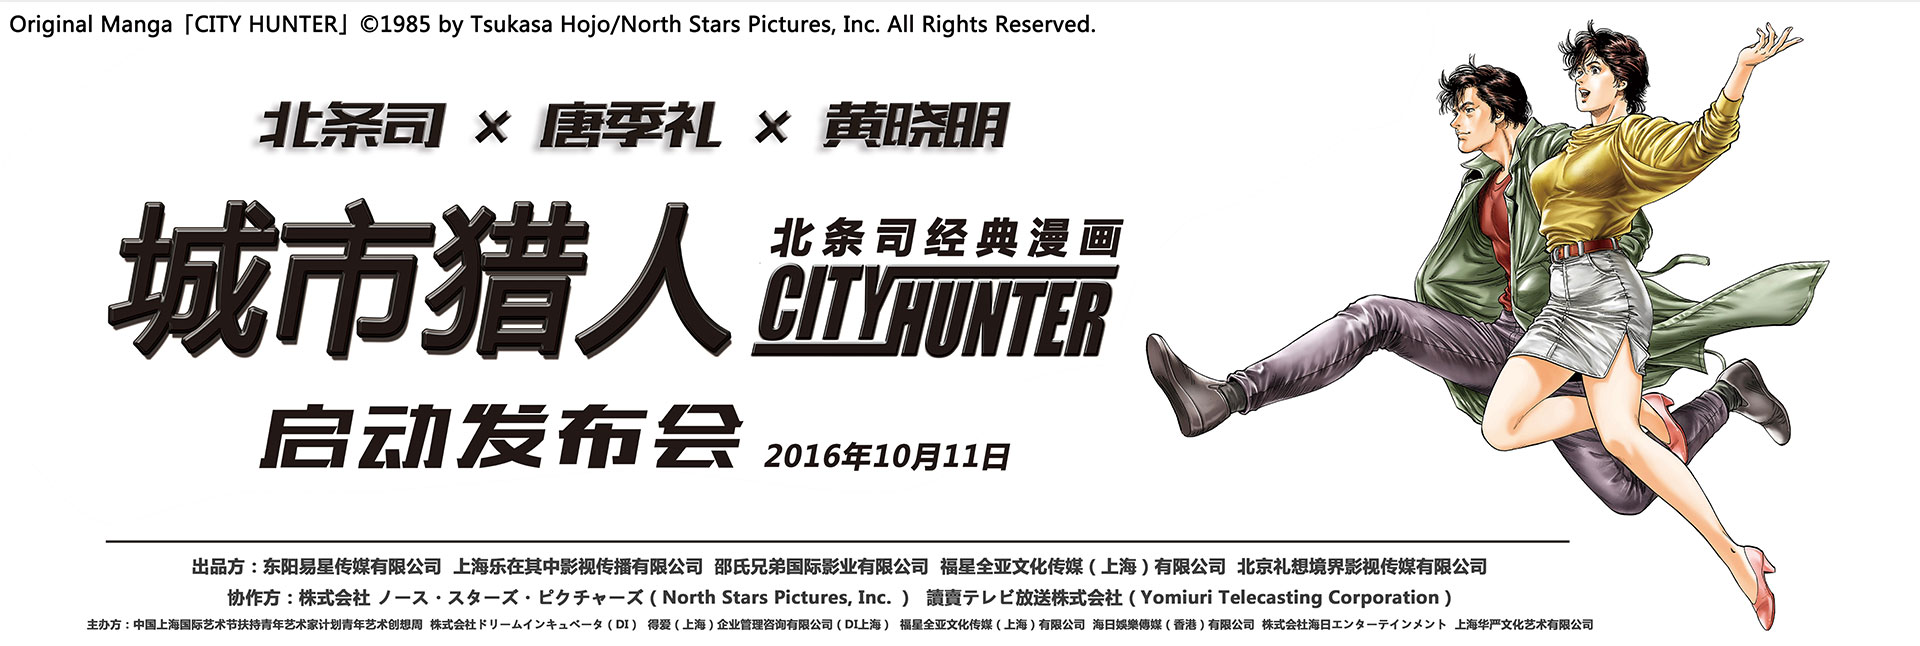 Original Manga「CITY HUNTER」©1985 by Tsukasa Hojo/North Stars Pictures, Inc. All Rights Reserved.
北条司 × 唐季礼 × 黄晓明
城市猎人
北条司经典漫画
CITY HUNTER
启动发布会 2016年10月11日
出品方：东阳易星传媒有限公司 上海乐在其中影视传播有限公司 邵氏兄弟国际影业有限公司 福星全亚文化传媒（上海）有限公司 北京礼想境界影视传媒有限公司
协作方：株式会社 ノース・スターズ・ピクチャーズ（North Stars Pictures, Inc. ） 讀賣テレビ放送株式会社（Yomiuri Telecasting Corporation）
主办方：中国上海国际艺术节扶持青年艺术家计划青年艺术创想周 株式会社ドリームインキュベータ（DI） 得爱（上海）企业管理咨询有限公司（DI上海） 福星全亚文化传媒（上海）有限公司 海日娛樂傳媒（香港）有限公司 株式会社海日エンターテインメント 上海华严文化艺术有限公司